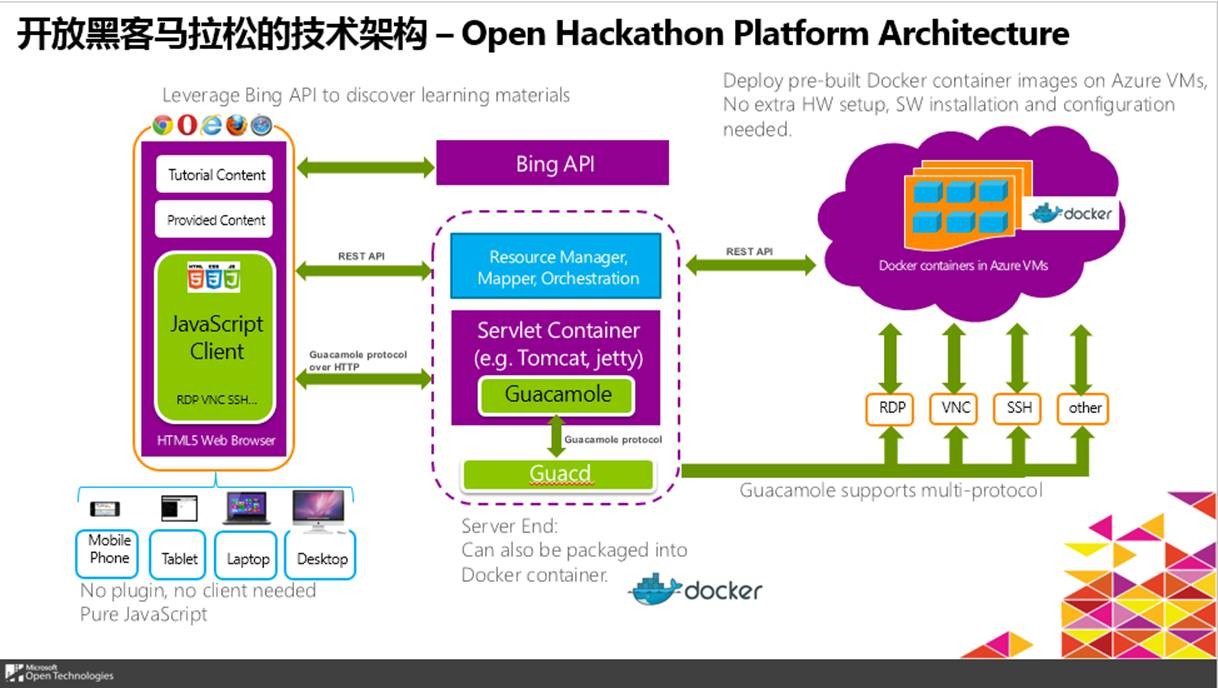 开放黑客马拉松的技术架构 – Open Hackathon Platform Architecture
Leverage Bing API to discover learning materials
Deploy pre-built Docker container images on Azure VMs,
No extra HW setup, SW installation and configuration
needed.
Tutorial Content
Provided Content
HTML CSS JS
JavaScript
Client
RDP VNC SSH...
HTML5 Web Browser
Bing API
REST API
Resource Manager,
Mapper, Orchestration
Guacamole protocol
over HTTP
Servlet Container
(e.g. Tomcat, jetty)
Guacamole
Guacamole protocol
Guacd
REST API
docker
Docker containers in Azure VMs
RDP
VNC
SSH
other
Guacamole supports multi-protocol
Mobile
Phone
Tablet
Laptop
Desktop
No plugin, no client needed
Pure JavaScript
Server End:
Can also be packaged into
Docker container.
docker
Microsoft
Open Technologies